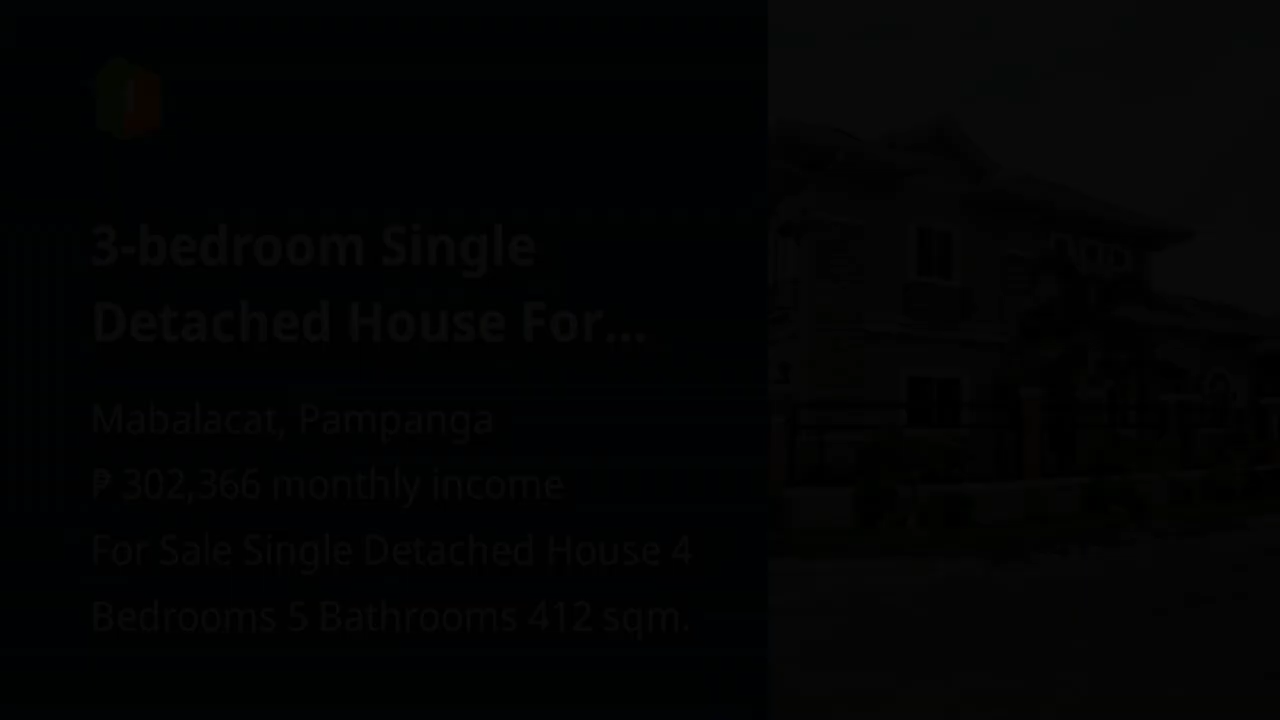 3-bedroom Single
Detached House For...
Mabalacat, Pampanga
₱ 302,366 monthly income
For Sale Single Detached House 4
Bedrooms 5 Bathrooms 412 sqm.